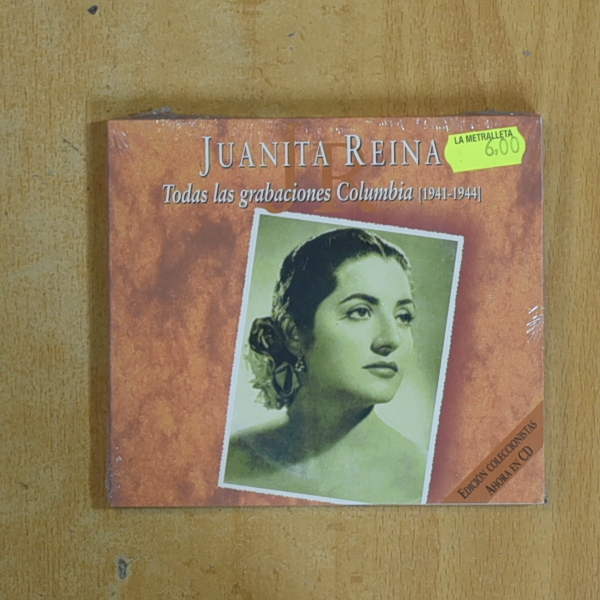 JUANITA REINA
LA METRALLETA
6,00
Todas las grabaciones Columbia [1941-1944]
EDICIÓN COLECCIONISTAS
AHORA EN CD